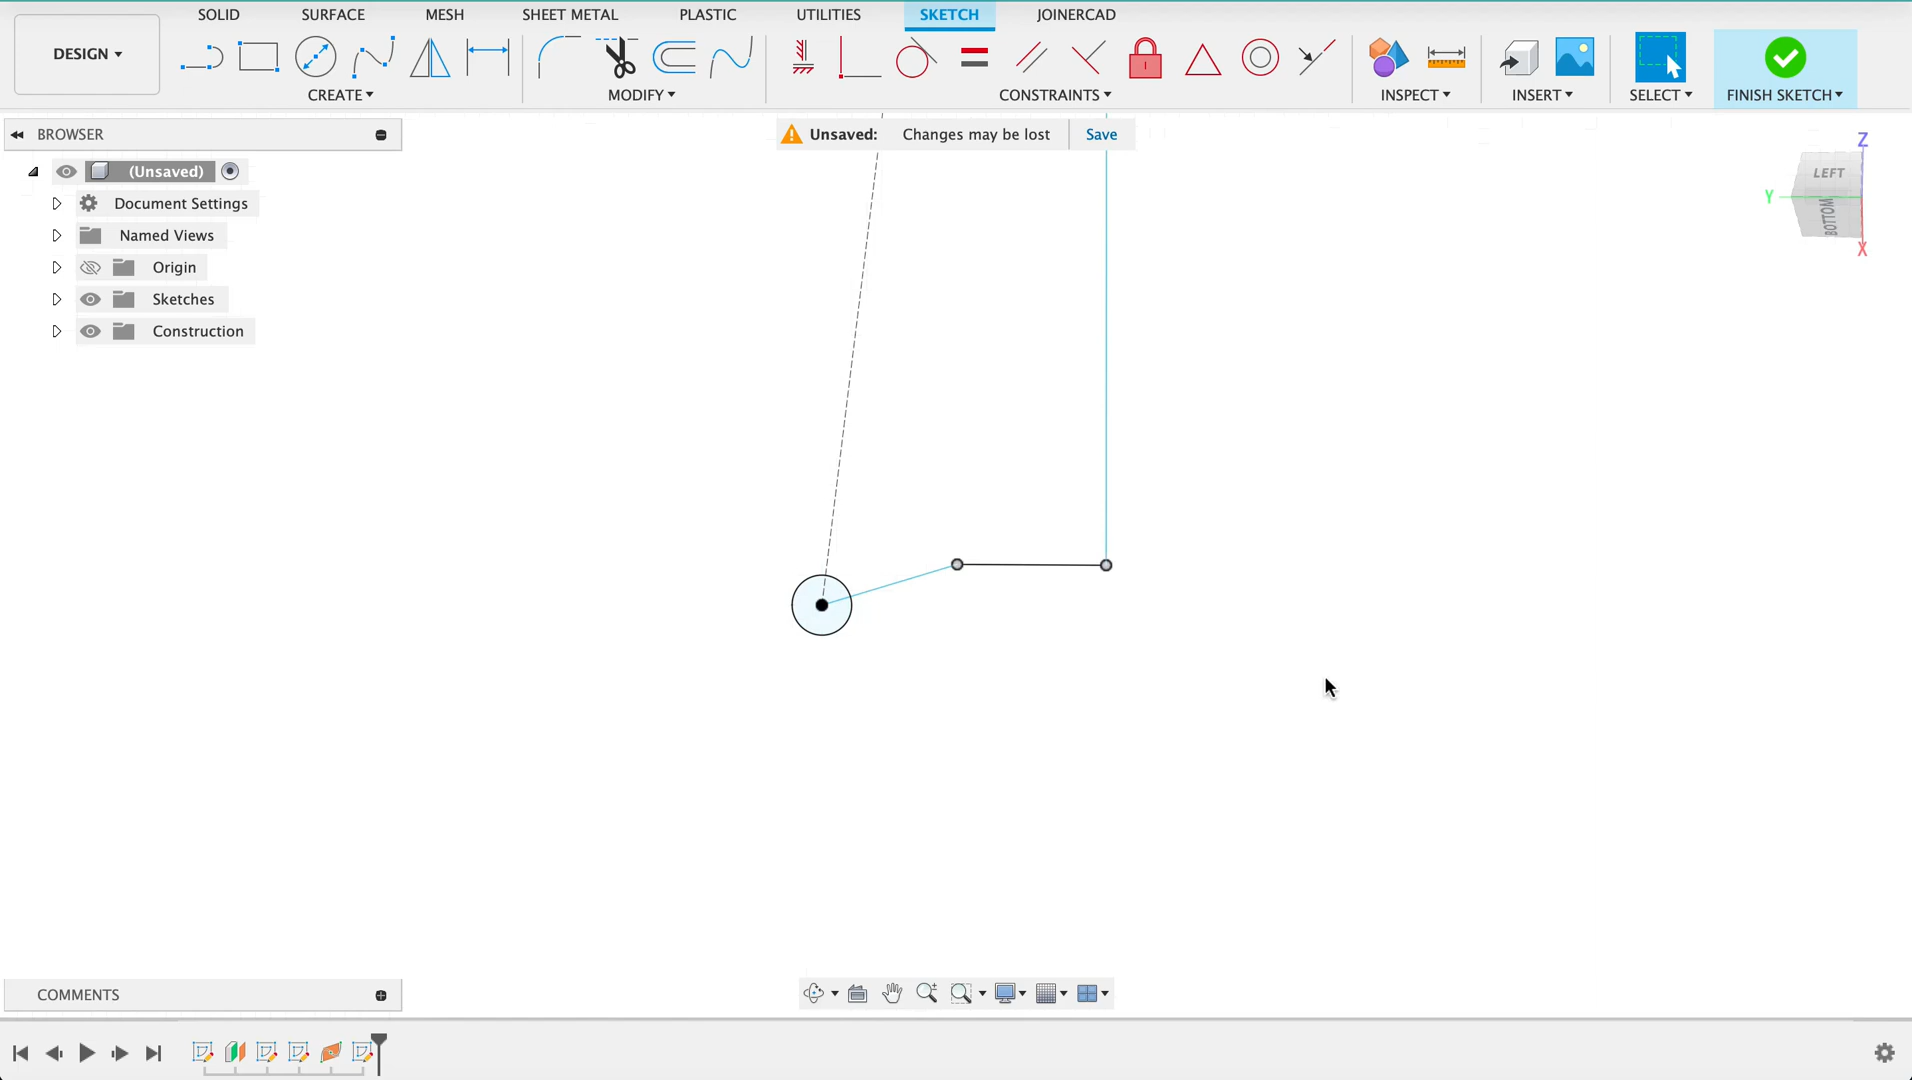 SOLID SURFACE MESH SHEET METAL PLASTIC UTILITIES SKETCH JOINERCAD
DESIGN
CREATE MODIFY CONSTRAINTS INSPECT INSERT SELECT FINISH SKETCH
BROWSER
Unsaved: Changes may be lost Save
(Unsaved)
Document Settings
Named Views
Origin
Sketches
Construction
Z
LEFT
Y
BOTTOM
X
COMMENTS